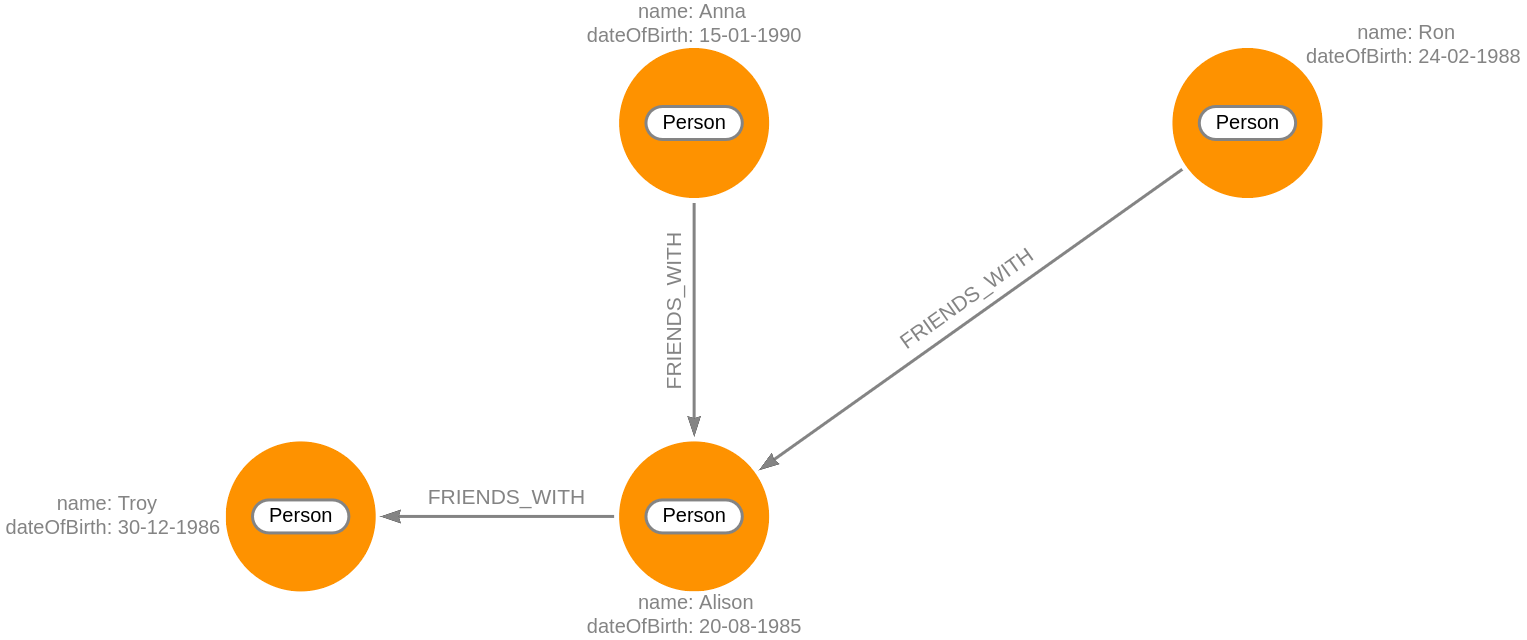 name: Anna
dateOfBirth: 15-01-1990
name: Ron
dateOfBirth: 24-02-1988
Person
Person
FRIENDS_WITH
FRIENDS_WITH
name: Troy
dateOfBirth: 30-12-1986
Person
FRIENDS_WITH
Person
name: Alison
dateOfBirth: 20-08-1985